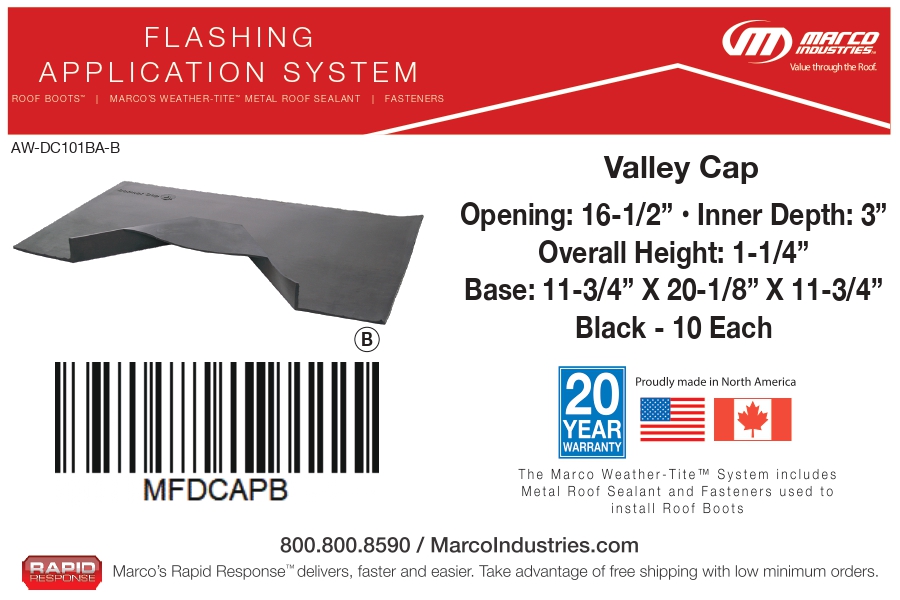 FLASHING
APPLICATION SYSTEM
ROOF BOOTS™ | MARCO'S WEATHER-TITE™ METAL ROOF SEALANT | FASTENERS
MARCO
INDUSTRIES™
Value through the Roof.
AW-DC101BA-B
Valley Cap
Opening: 16-1/2” • Inner Depth: 3”
Overall Height: 1-1/4”
Base: 11-3/4” X 20-1/8” X 11-3/4”
Black - 10 Each
B
MFDCAPB
20
YEAR
WARRANTY
Proudly made in North America
The Marco Weather-Tite™ System includes
Metal Roof Sealant and Fasteners used to
install Roof Boots
800.800.8590 / MarcoIndustries.com
RAPID
RESPONSE
Marco’s Rapid Response™ delivers, faster and easier. Take advantage of free shipping with low minimum orders.